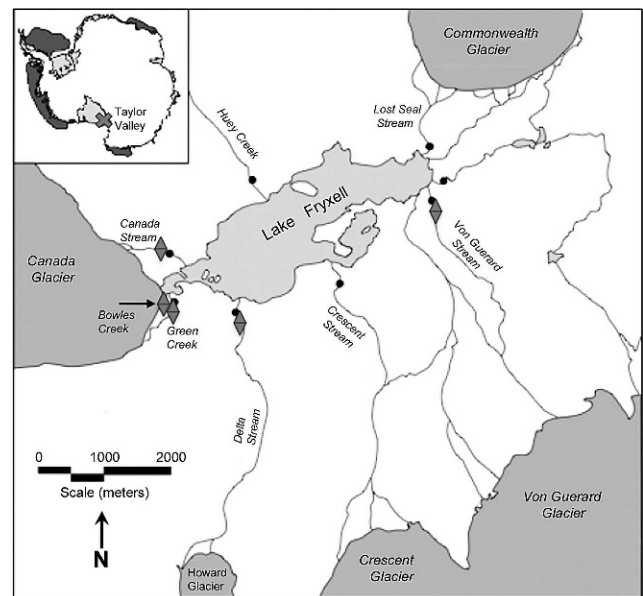 Commonwealth
Glacier
Taylor
Valley
Lost Seal
Stream
Huey Creek
Lake Fryxell
Canada
Stream
Von Guerard
Stream
Canada
Glacier
Bowles
Creek
Green
Creek
Crescent
Stream
Delta
Stream
0 1000 2000
Scale (meters)
N
Von Guerard
Glacier
Howard
Glacier
Crescent
Glacier